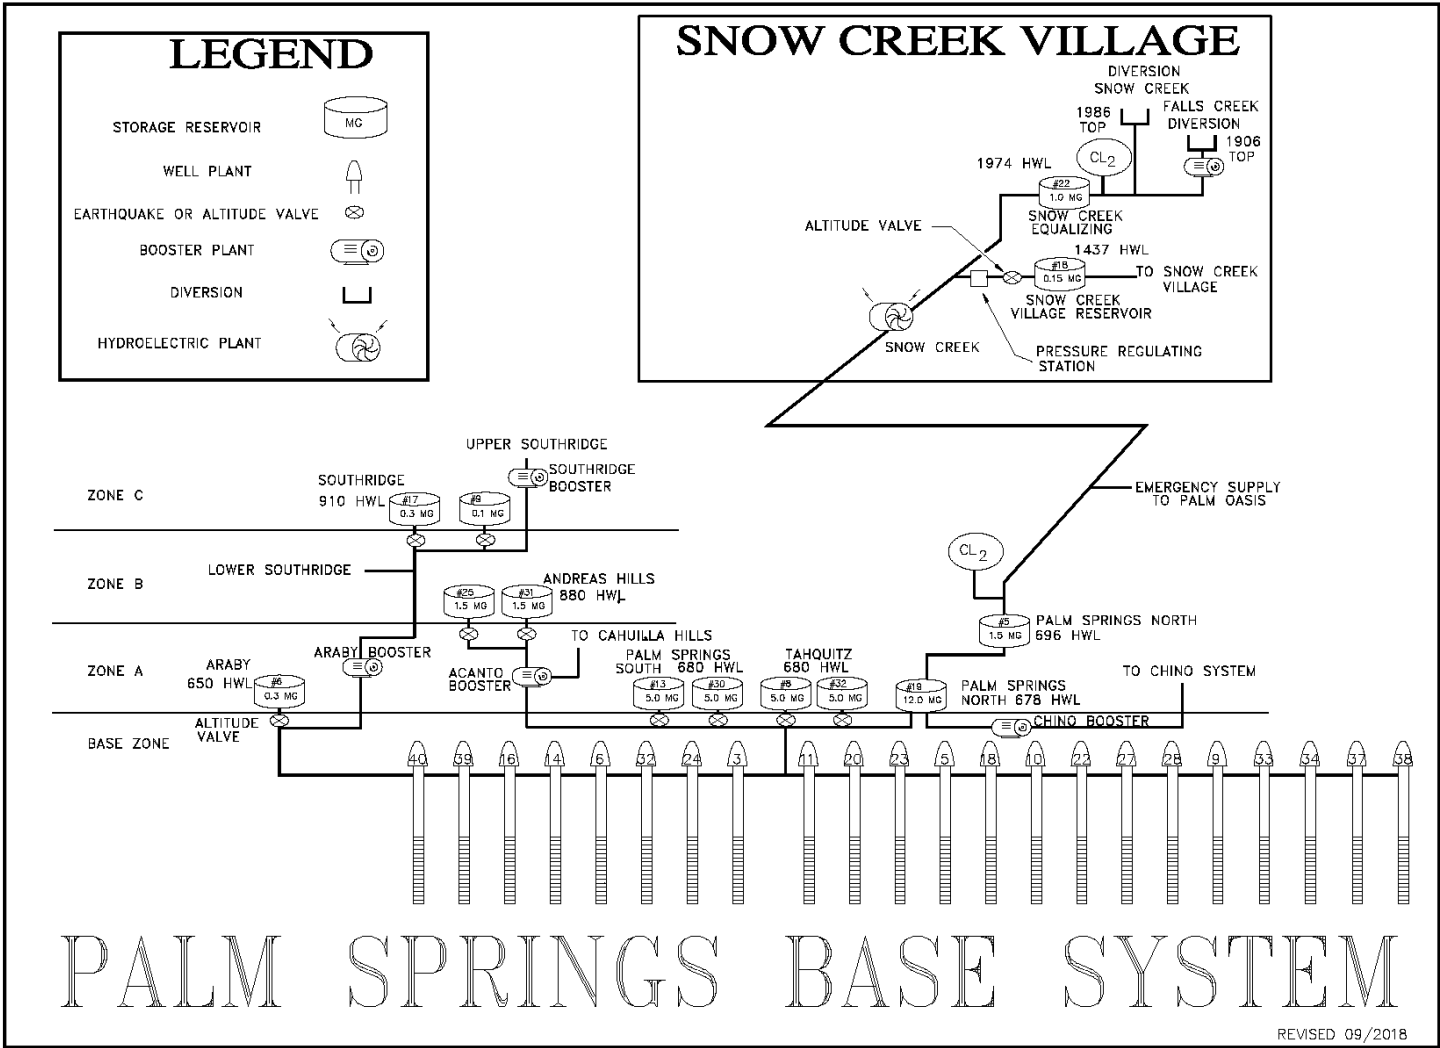 LEGEND
STORAGE RESERVOIR
MG
WELL PLANT
EARTHQUAKE OR ALTITUDE VALVE
BOOSTER PLANT
DIVERSION
HYDROELECTRIC PLANT
SNOW CREEK VILLAGE
DIVERSION
SNOW CREEK
FALLS CREEK
DIVERSION
1986
TOP
1906
TOP
CL2
1974 HWL
#22
1.0 MG
SNOW CREEK
EQUALIZING
ALTITUDE VALVE
1437 HWL
#18
0.15 MG
TO SNOW CREEK
VILLAGE
SNOW CREEK
VILLAGE RESERVOIR
SNOW CREEK
PRESSURE REGULATING
STATION
UPPER SOUTHRIDGE
SOUTHRIDGE
BOOSTER
SOUTHRIDGE
910 HWL
#17
0.3 MG
#9
0.1 MG
ZONE C
EMERGENCY SUPPLY
TO PALM OASIS
LOWER SOUTHRIDGE
ZONE B
#25
1.5 MG
#31
1.5 MG
ANDREAS HILLS
880 HWL
CL2
#5
1.5 MG
PALM SPRINGS NORTH
696 HWL
TO CAHUILLA HILLS
ZONE A
ARABY
650 HWL
#6
0.3 MG
ARABY BOOSTER
ACANTO
BOOSTER
PALM SPRINGS
SOUTH 680 HWL
#13
5.0 MG
#30
5.0 MG
TAHQUITZ
680 HWL
#8
5.0 MG
#32
5.0 MG
#19
12.0 MG
PALM SPRINGS
NORTH 678 HWL
TO CHINO SYSTEM
CHINO BOOSTER
ALTITUDE
VALVE
BASE ZONE
40 39 16 14 6 32 24 3 11 20 23 5 18 10 22 27 28 9 33 34 37 38
PALM SPRINGS BASE SYSTEM
REVISED 09/2018